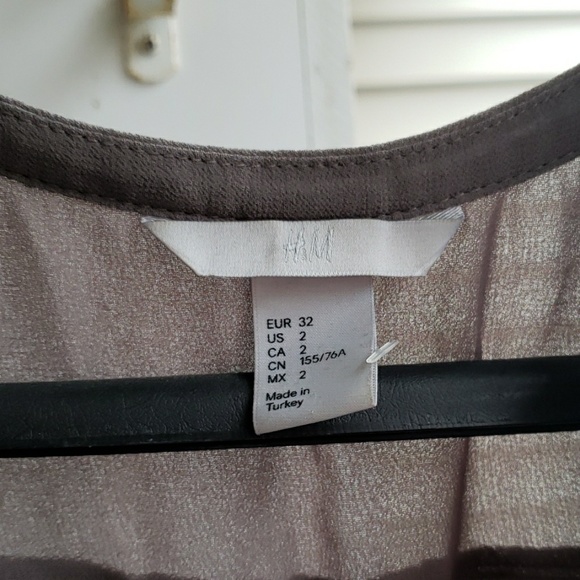 H&M
EUR 32
US 2
CA 2
CN 155/76A
MX 2
Made in
Turkey